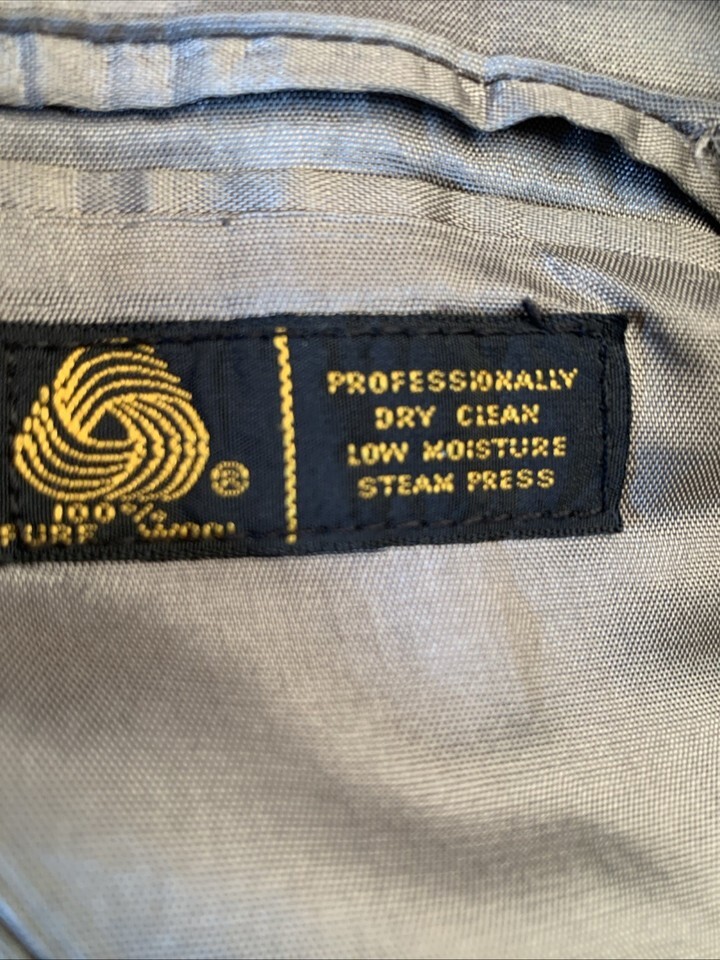 100%
PURE WOOL
®
PROFESSIONALLY
DRY CLEAN
LOW MOISTURE
STEAM PRESS